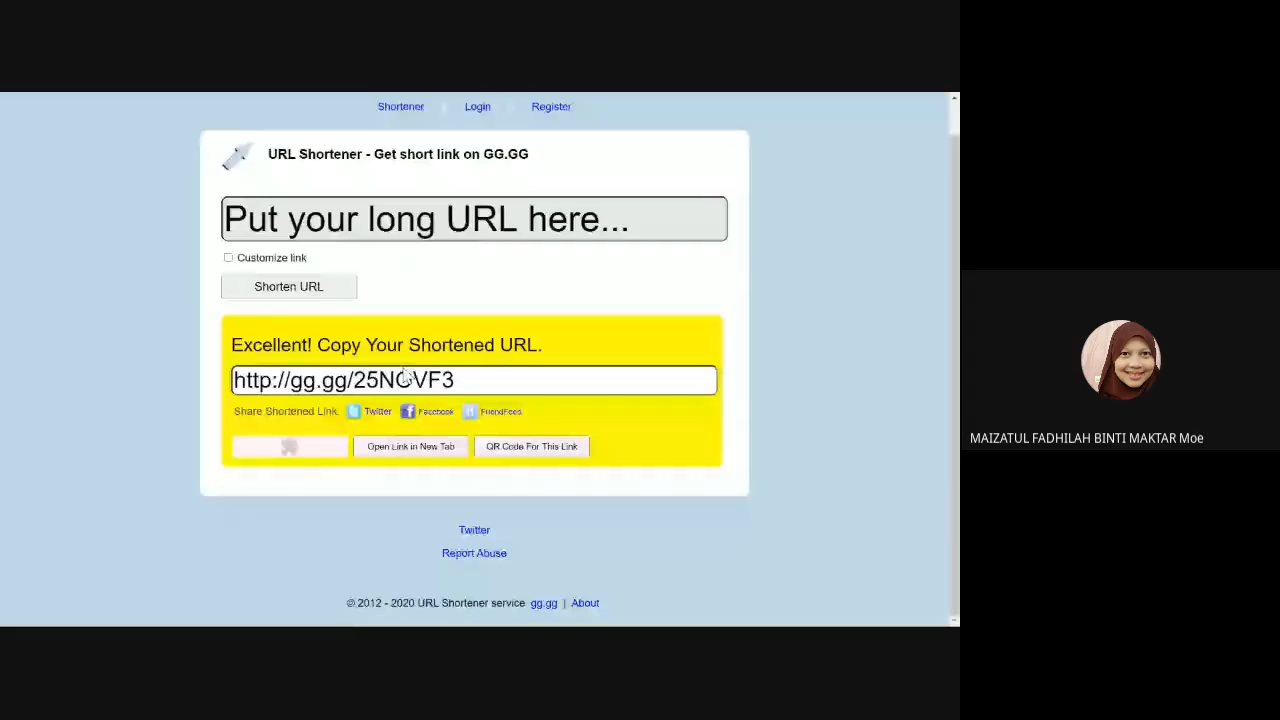 Shortener | Login | Register
URL Shortener - Get short link on GG.GG
Put your long URL here...
Customize link
Shorten URL
Excellent! Copy Your Shortened URL.
http://gg.gg/25NOVF3
Share Shortened Link: Twitter Facebook FriendFeed
Open Link in New Tab QR Code For This Link
Twitter
Report Abuse
© 2012 - 2020 URL Shortener service gg.gg | About
MAIZATUL FADHILAH BINTI MAKTAR Moe